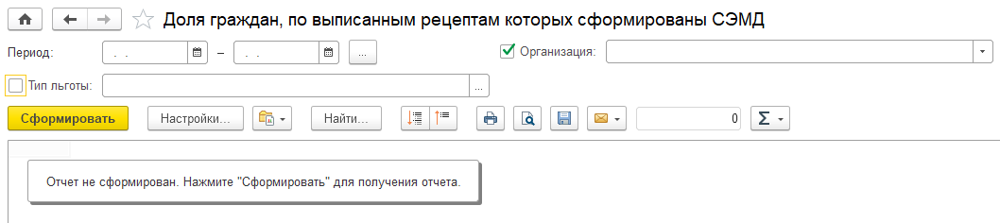 Доля граждан, по выписанным рецептам которых сформированы СЭМД
Период: . . – . . ... Организация:
Тип льготы: ...
Сформировать Настройки... Найти... 0 Σ
Отчет не сформирован. Нажмите "Сформировать" для получения отчета.